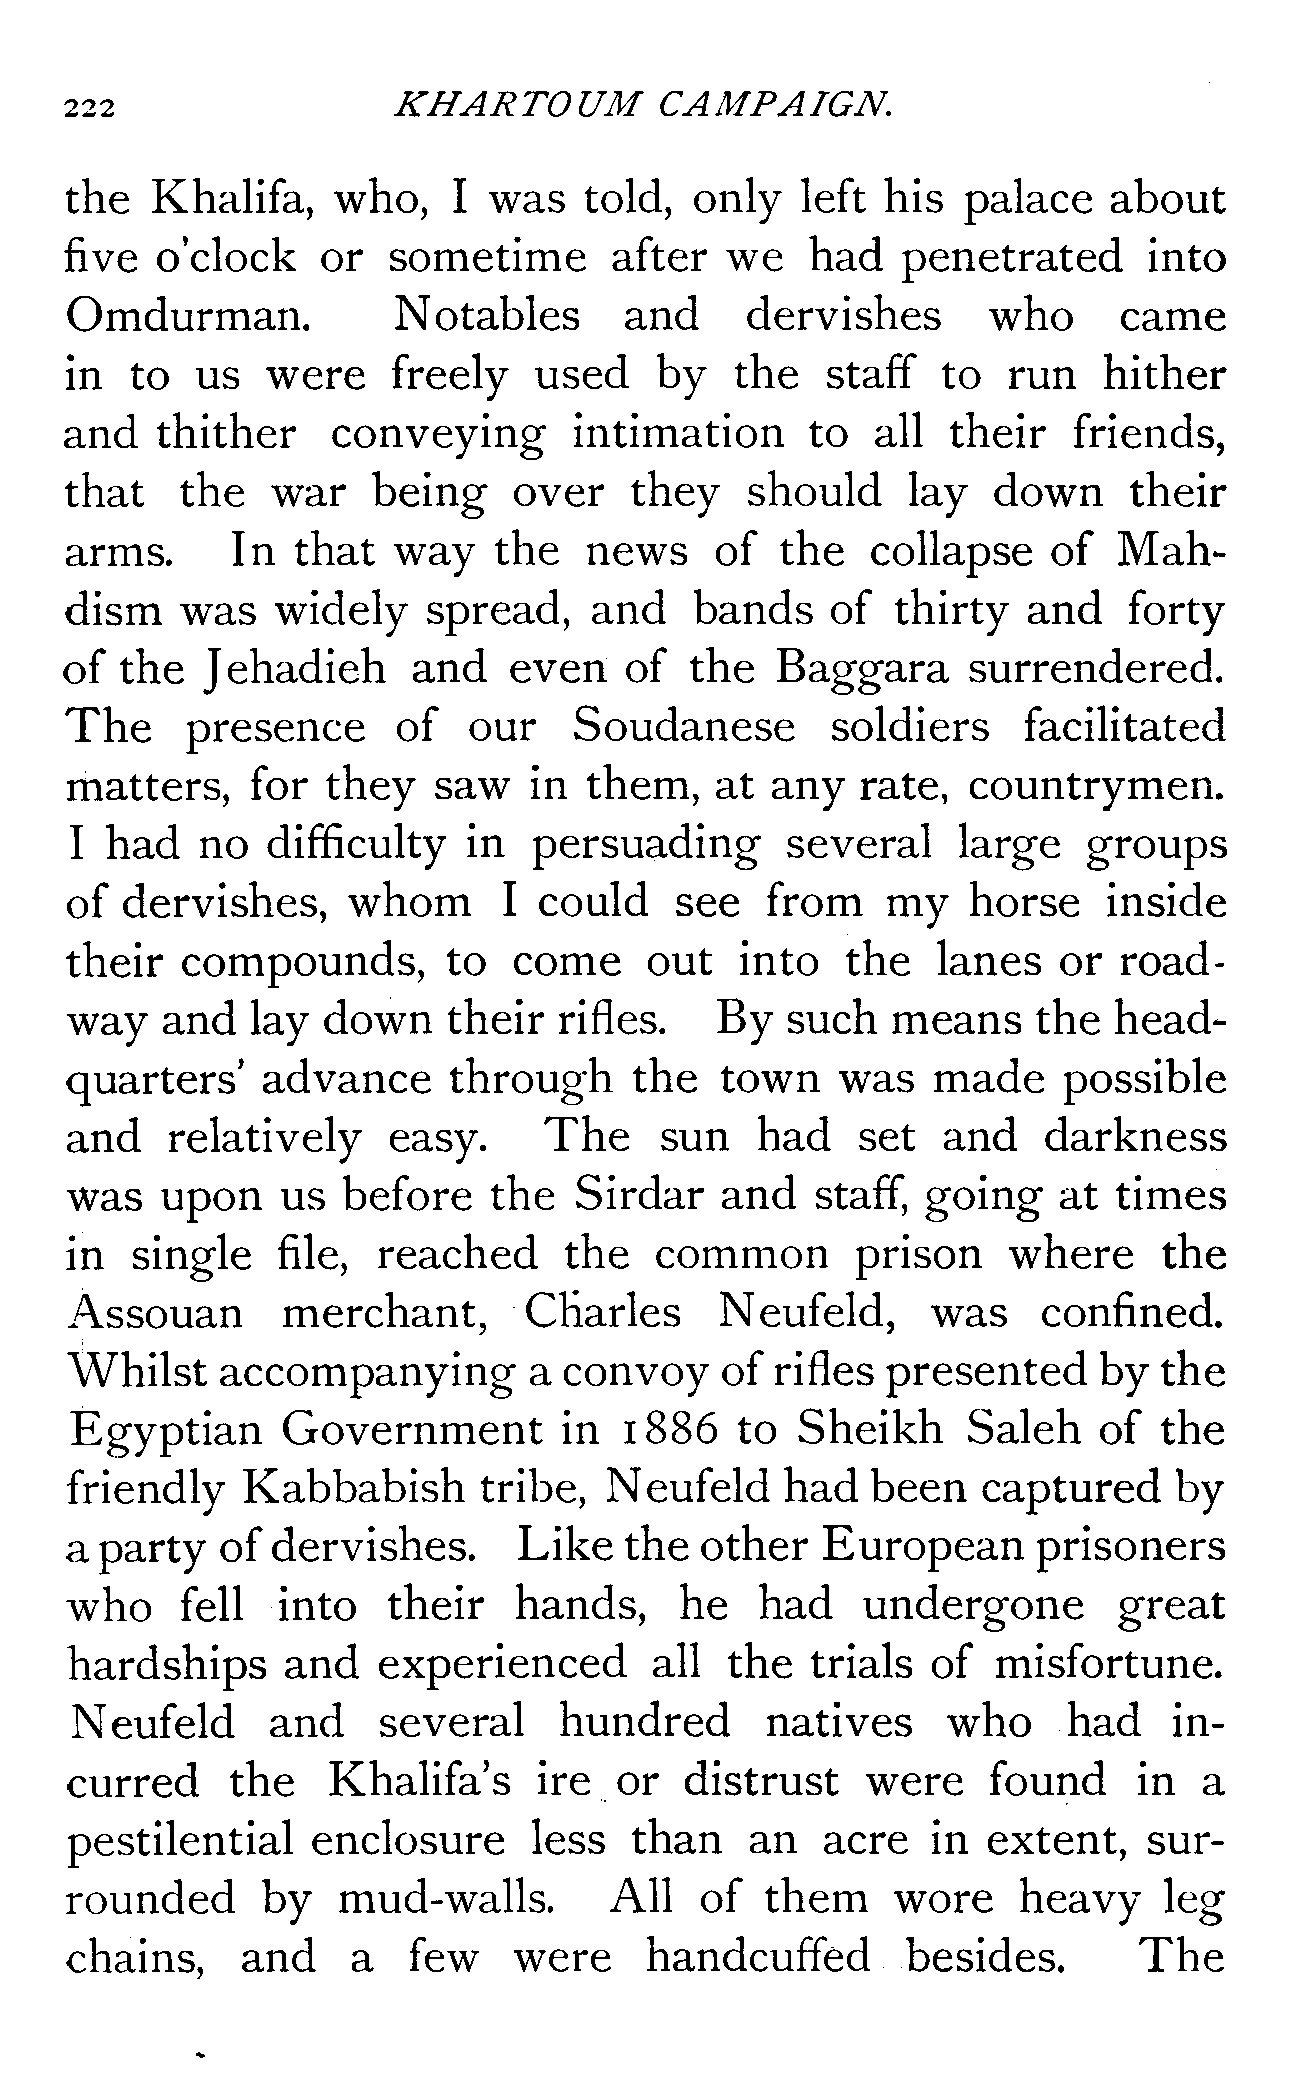 222 KHARTOUM CAMPAIGN.
the Khalifa, who, I was told, only left his palace about
five o'clock or sometime after we had penetrated into
Omdurman. Notables and dervishes who came
in to us were freely used by the staff to run hither
and thither conveying intimation to all their friends,
that the war being over they should lay down their
arms. In that way the news of the collapse of Mah-
dism was widely spread, and bands of thirty and forty
of the Jehadieh and even of the Baggara surrendered.
The presence of our Soudanese soldiers facilitated
matters, for they saw in them, at any rate, countrymen.
I had no difficulty in persuading several large groups
of dervishes, whom I could see from my horse inside
their compounds, to come out into the lanes or road-
way and lay down their rifles. By such means the head-
quarters' advance through the town was made possible
and relatively easy. The sun had set and darkness
was upon us before the Sirdar and staff, going at times
in single file, reached the common prison where the
Assouan merchant, Charles Neufeld, was confined.
Whilst accompanying a convoy of rifles presented by the
Egyptian Government in 1886 to Sheikh Saleh of the
friendly Kabbabish tribe, Neufeld had been captured by
a party of dervishes. Like the other European prisoners
who fell into their hands, he had undergone great
hardships and experienced all the trials of misfortune.
Neufeld and several hundred natives who had in-
curred the Khalifa's ire or distrust were found in a
pestilential enclosure less than an acre in extent, sur-
rounded by mud-walls. All of them wore heavy leg
chains, and a few were handcuffed besides. The